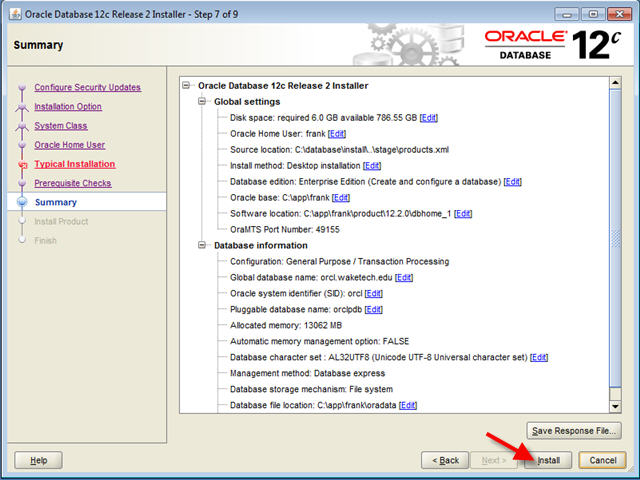 Oracle Database 12c Release 2 Installer - Step 7 of 9
Summary
ORACLE
DATABASE
12c
Configure Security Updates
Installation Option
System Class
Oracle Home User
Typical Installation
Prerequisite Checks
Summary
Install Product
Finish
Oracle Database 12c Release 2 Installer
Global settings
Disk space: required 6.0 GB available 786.55 GB [Edit]
Oracle Home User: frank [Edit]
Source location: C:\database\install\..\stage\products.xml
Install method: Desktop installation [Edit]
Database edition: Enterprise Edition (Create and configure a database) [Edit]
Oracle base: C:\app\frank [Edit]
Software location: C:\app\frank\product\12.2.0\dbhome_1 [Edit]
OraMTS Port Number: 49155
Database information
Configuration: General Purpose / Transaction Processing
Global database name: orcl.waketech.edu [Edit]
Oracle system identifier (SID): orcl [Edit]
Pluggable database name: orclpdb [Edit]
Allocated memory: 13062 MB
Automatic memory management option: FALSE
Database character set : AL32UTF8 (Unicode UTF-8 Universal character set) [Edit]
Management method: Database express
Database storage mechanism: File system
Database file location: C:\app\frank\oradata [Edit]
Save Response File...
Help
< Back
Next >
Install
Cancel